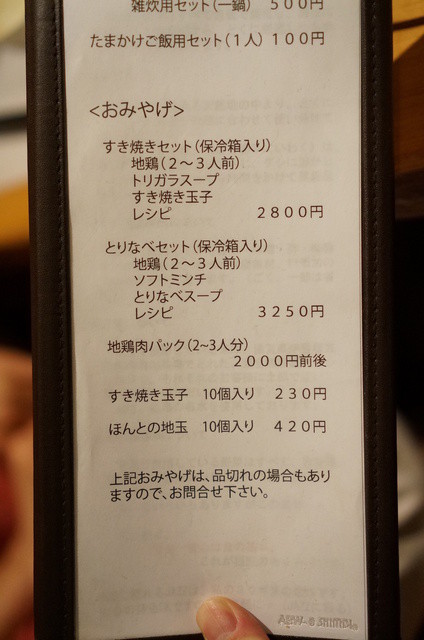 雑炊用セット(一鍋) 500円
たまかけご飯用セット(1人) 100円
<おみやげ>
すき焼きセット(保冷箱入り)
地鶏(2～3人前)
トリガラスープ
すき焼き玉子
レシピ 2800円
とりなべセット(保冷箱入り)
地鶏(2～3人前)
ソフトミンチ
とりなべスープ
レシピ 3250円
地鶏肉パック(2~3人分)
2000円前後
すき焼き玉子 10個入り 230円
ほんとの地玉 10個入り 420円
上記おみやげは、品切れの場合もあり
ますので、お問合せ下さい。